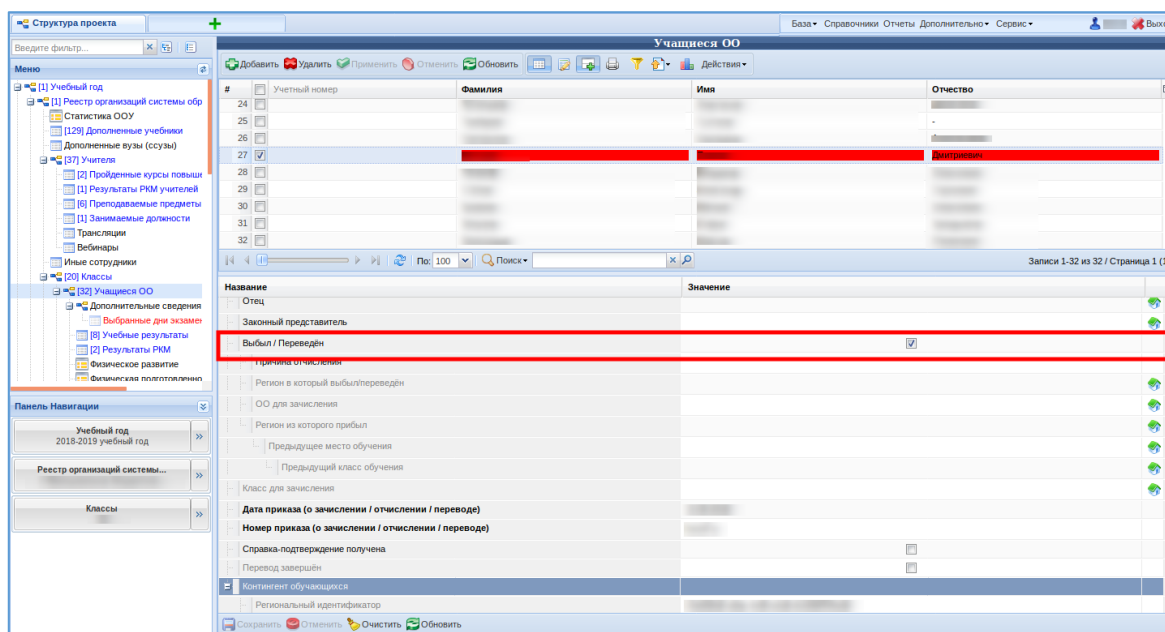 Структура проекта
База Справочники Отчеты Дополнительно Сервис
Введите фильтр...
Учащиеся ОО
Меню
Добавить Удалить Применить Отменить Обновить Действия
# Учетный номер Фамилия Имя Отчество
[1] Учебный год
[1] Реестр организаций системы обр
Статистика ООУ
[129] Дополненные учебники
Дополненные вузы (ссузы)
[37] Учителя
[2] Пройденные курсы повыше
[1] Результаты РКМ учителей
[6] Преподаваемые предметы
[1] Занимаемые должности
Трансляции
Вебинары
Иные сотрудники
[20] Классы
[32] Учащиеся ОО
Дополнительные сведения
Выбранные дни экзамен
[8] Учебные результаты
[2] Результаты РКМ
Физическое развитие
Физическая подготовленно
24
25 -
26
27 Дмитриевич
28
29
30
31
32
По: 100 Поиск Записи 1-32 из 32 / Страница 1 (1
Название Значение
Отец
Законный представитель
Выбыл / Переведён
Причина отчисления
Регион в который выбыл/переведён
ОО для зачисления
Регион из которого прибыл
Предыдущее место обучения
Предыдущий класс обучения
Класс для зачисления
Дата приказа (о зачислении / отчислении / переводе)
Номер приказа (о зачислении / отчислении / переводе)
Справка-подтверждение получена
Перевод завершён
Контингент обучающихся
Региональный идентификатор
Сохранить Отменить Очистить Обновить
Панель Навигации
Учебный год
2018-2019 учебный год
Реестр организаций системы...
Классы